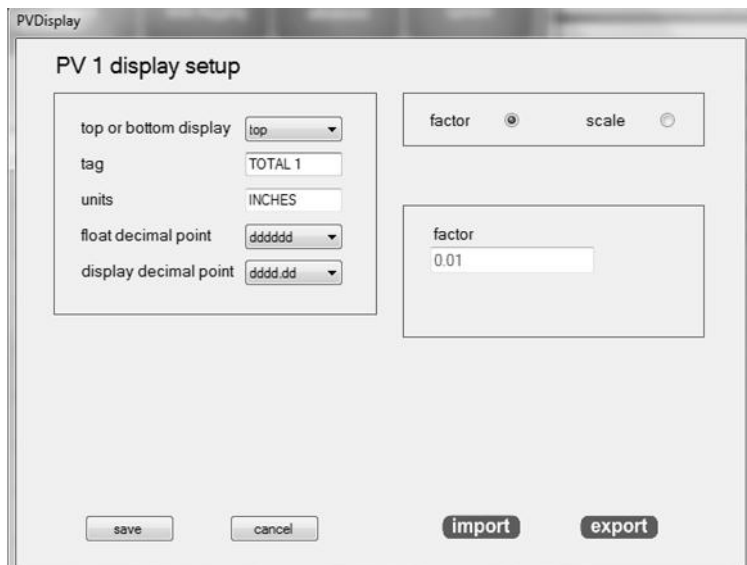 PVDisplay
PV 1 display setup
top or bottom display top
tag TOTAL 1
units INCHES
float decimal point dddddd
display decimal point dddd.dd
factor scale
factor
0.01
save cancel import export